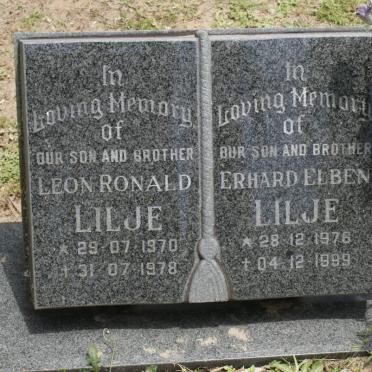 In
Loving Memory
of
OUR SON AND BROTHER
LEON RONALD
LILJE
* 29·07·1970
† 31·07·1978
In
Loving Memory
of
OUR SON AND BROTHER
ERHARD ELBEN
LILJE
* 28·12·1976
† 04·12·1999